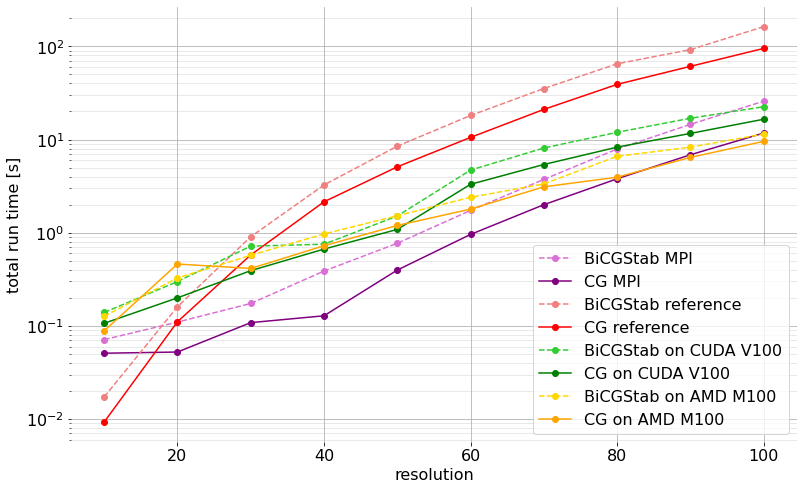 total run time [s]
10²
10¹
10⁰
10⁻¹
10⁻²
BiCGStab MPI
CG MPI
BiCGStab reference
CG reference
BiCGStab on CUDA V100
CG on CUDA V100
BiCGStab on AMD M100
CG on AMD M100
20 40 60 80 100
resolution